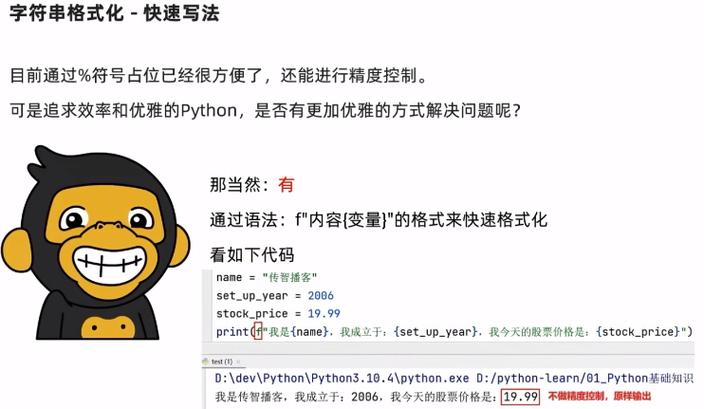 字符串格式化 - 快速写法
目前通过%符号占位已经很方便了，还能进行精度控制。
可是追求效率和优雅的Python，是否有更加优雅的方式解决问题呢？
那当然：有
通过语法：f"内容{变量}"的格式来快速格式化
看如下代码
name = "传智播客"
set_up_year = 2006
stock_price = 19.99
print(f"我是{name}，我成立于：{set_up_year}，我今天的股票价格是：{stock_price}")
test (1) ×
D:\dev\Python\Python3.10.4\python.exe D:/python-learn/01_Python基础知识
我是传智播客，我成立于：2006，我今天的股票价格是：19.99 不做精度控制，原样输出